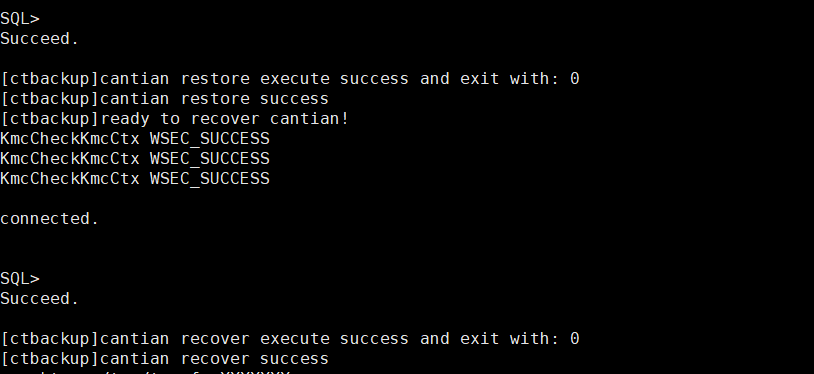 SQL>
Succeed.
[ctbackup]cantian restore execute success and exit with: 0
[ctbackup]cantian restore success
[ctbackup]ready to recover cantian!
KmcCheckKmcCtx WSEC_SUCCESS
KmcCheckKmcCtx WSEC_SUCCESS
KmcCheckKmcCtx WSEC_SUCCESS
connected.
SQL>
Succeed.
[ctbackup]cantian recover execute success and exit with: 0
[ctbackup]cantian recover success